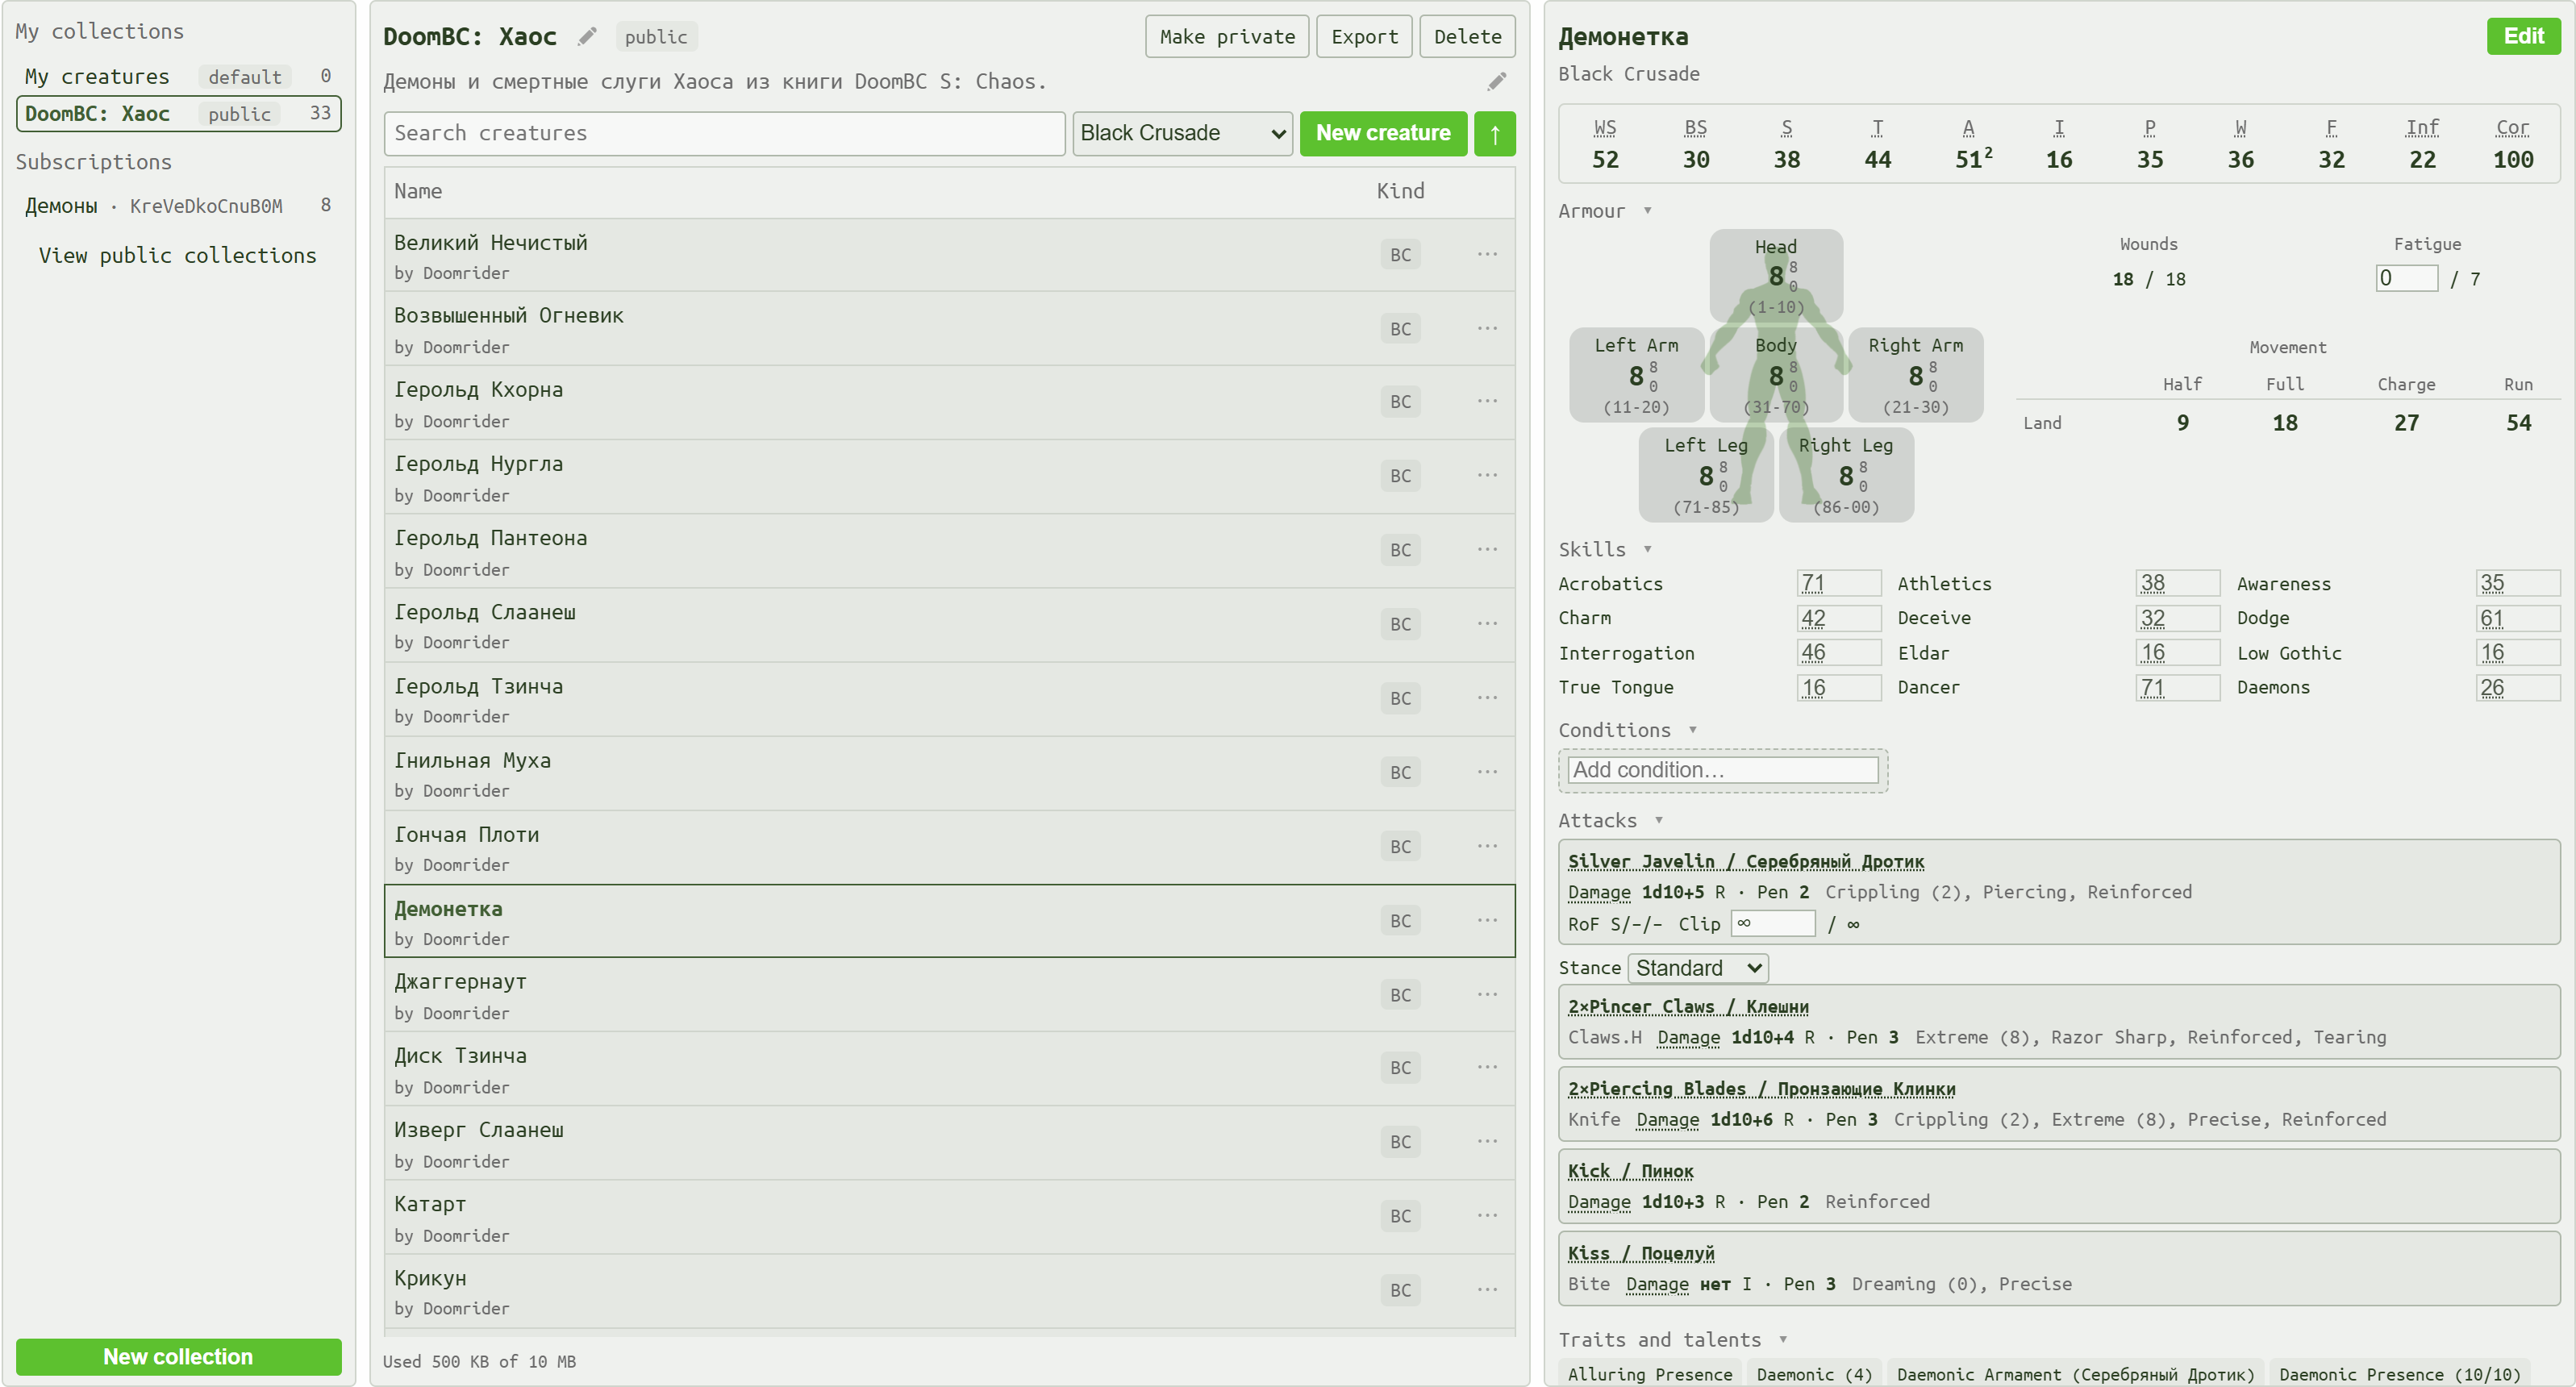 My collections
My creatures default 0
DoomBC: Хаос public 33
Subscriptions
Демоны · KreVeDkoCnuB0M 8
View public collections
New collection
DoomBC: Хаос public Make private Export Delete
Демоны и смертные слуги Хаоса из книги DoomBC S: Chaos.
Search creatures Black Crusade New creature ↑
Name Kind
Великий Нечистый BC ...
by Doomrider
Возвышенный Огневик BC ...
by Doomrider
Герольд Кхорна BC ...
by Doomrider
Герольд Нургла BC ...
by Doomrider
Герольд Пантеона BC ...
by Doomrider
Герольд Слаанеш BC ...
by Doomrider
Герольд Тзинча BC ...
by Doomrider
Гнильная Муха BC ...
by Doomrider
Гончая Плоти BC ...
by Doomrider
Демонетка BC ...
by Doomrider
Джаггернаут BC ...
by Doomrider
Диск Тзинча BC ...
by Doomrider
Изверг Слаанеш BC ...
by Doomrider
Катарт BC ...
by Doomrider
Крикун BC ...
by Doomrider
Used 500 KB of 10 MB
Демонетка Edit
Black Crusade
WS BS S T A I P W F Inf Cor
52 30 38 44 51² 16 35 36 32 22 100
Armour ▼
Head
8 8 0
(1-10)
Left Arm Body Right Arm
8 8 0 8 8 0 8 8 0
(11-20) (31-70) (21-30)
Left Leg Right Leg
8 8 0 8 8 0
(71-85) (86-00)
Wounds Fatigue
18 / 18 0 / 7
Movement
Half Full Charge Run
Land 9 18 27 54
Skills ▼
Acrobatics 71 Athletics 38 Awareness 35
Charm 42 Deceive 32 Dodge 61
Interrogation 46 Eldar 16 Low Gothic 16
True Tongue 16 Dancer 71 Daemons 26
Conditions ▼
Add condition…
Attacks ▼
Silver Javelin / Серебряный Дротик
Damage 1d10+5 R · Pen 2 Crippling (2), Piercing, Reinforced
RoF S/–/– Clip ∞ / ∞
Stance Standard
2×Pincer Claws / Клешни
Claws.H Damage 1d10+4 R · Pen 3 Extreme (8), Razor Sharp, Reinforced, Tearing
2×Piercing Blades / Пронзающие Клинки
Knife Damage 1d10+6 R · Pen 3 Crippling (2), Extreme (8), Precise, Reinforced
Kick / Пинок
Damage 1d10+3 R · Pen 2 Reinforced
Kiss / Поцелуй
Bite Damage нет I · Pen 3 Dreaming (0), Precise
Traits and talents ▼
Alluring Presence Daemonic (4) Daemonic Armament (Серебряный Дротик) Daemonic Presence (10/10)